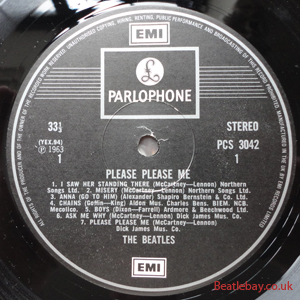 EMI
PARLOPHONE
33⅓
STEREO
(YEX.94)
PCS 3042
℗ 1963
1
1
PLEASE PLEASE ME
1. I SAW HER STANDING THERE (McCartney—Lennon) Northern
Songs Ltd. 2. MISERY (McCartney—Lennon) Northern Songs Ltd.
3. ANNA (GO TO HIM) (Alexander) Shapiro Bernstein & Co. Ltd.
4. CHAINS (Goffin—King) Aldon Mus. Charles Bens. BIEM. NCB.
Mecolico. 5. BOYS (Dixon—Farrell) Ardmore & Beechwood Ltd.
6. ASK ME WHY (McCartney—Lennon) Dick James Mus. Co.
7. PLEASE PLEASE ME (McCartney—Lennon)
Dick James Mus. Co.
THE BEATLES
EMI
Beatlebay.co.uk